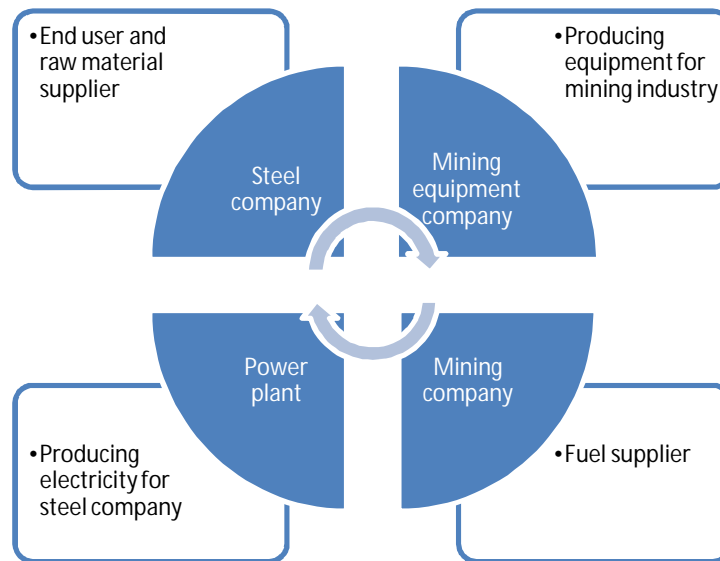 •End user and
raw material
supplier
•Producing
equipment for
mining industry
Steel
company
Mining
equipment
company
Power
plant
Mining
company
•Producing
electricity for
steel company
•Fuel supplier